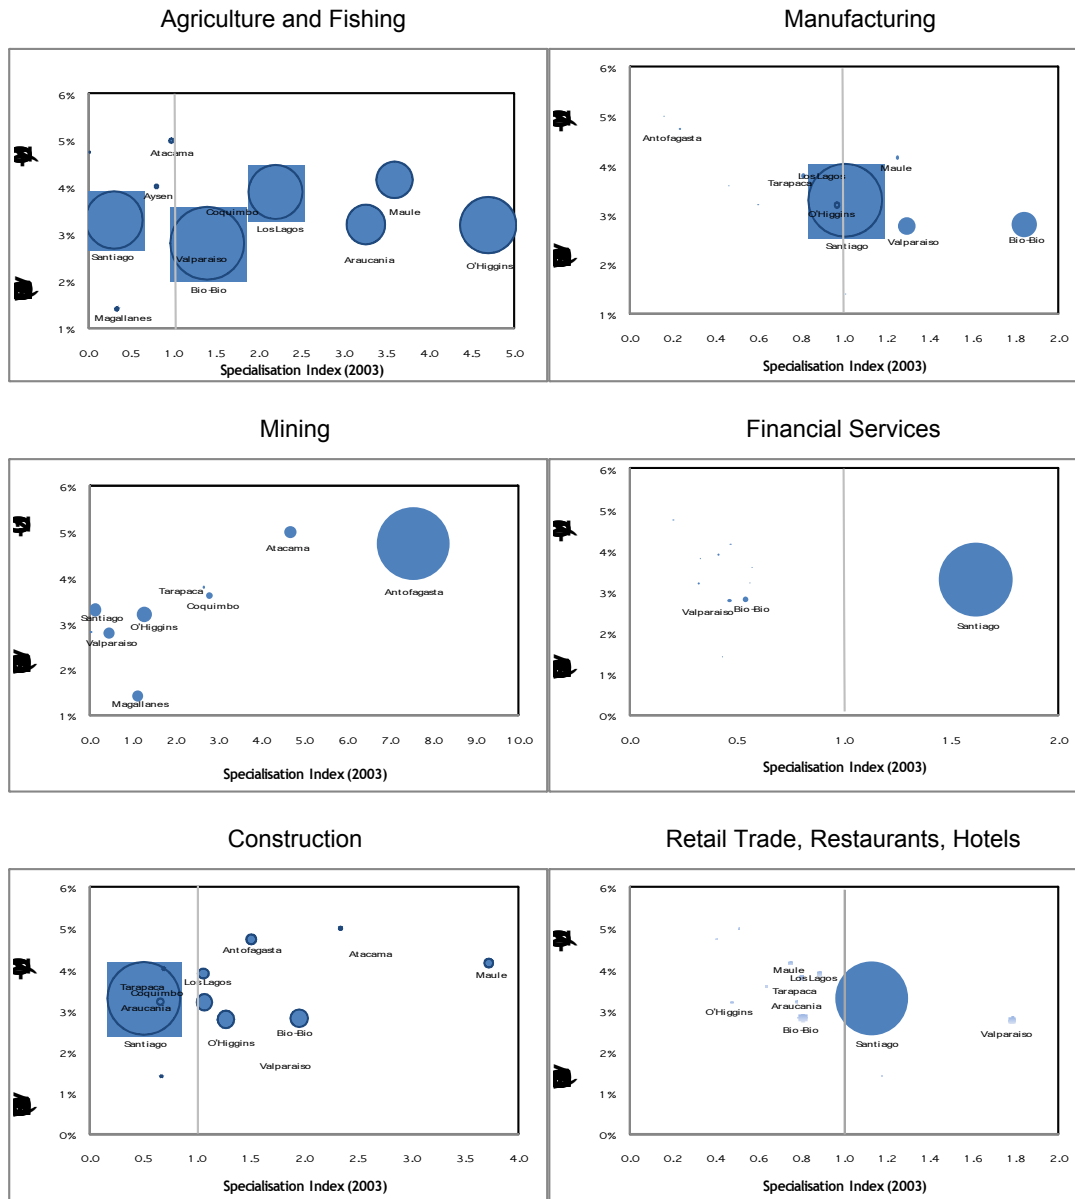 Agriculture and Fishing
6%
5%
4%
3%
2%
1%
Atacama
Aysen
Coquimbo
Los Lagos
Maule
Santiago
Valparaiso
Araucania
O'Higgins
Bio-Bio
Magallanes
0.0 1.0 1.0 2.0 2.0 3.0 3.0 4.0 4.0 5.0 5.0
Specialisation Index (2003)
Manufacturing
6%
5%
4%
3%
2%
1%
Antofagasta
Los Lagos
Maule
Tarapaca
O'Higgins
Santiago
Valparaiso
Bio-Bio
0.0 0.2 0.4 0.6 0.8 1.0 1.2 1.4 1.6 1.8 2.0
Specialisation Index (2003)
Mining
6%
5%
4%
3%
2%
1%
Atacama
Tarapaca
Antofagasta
Coquimbo
Santiago
O'Higgins
Valparaiso
Magallanes
0.0 1.0 2.0 3.0 4.0 5.0 6.0 7.0 8.0 9.0 10.0
Specialisation Index (2003)
Financial Services
6%
5%
4%
3%
2%
1%
0%
Valparaiso
Bio-Bio
Santiago
0.0 0.5 1.0 1.5 2.0
Specialisation Index (2003)
Construction
6%
5%
4%
3%
2%
1%
0%
Antofagasta
Atacama
Maule
Los Lagos
Tarapaca
Coquimbo
Araucania
Santiago
O'Higgins
Bio-Bio
Valparaiso
0.0 0.5 1.0 1.5 2.0 2.5 3.0 3.5 4.0
Specialisation Index (2003)
Retail Trade, Restaurants, Hotels
6%
5%
4%
3%
2%
1%
0%
Maule
Los Lagos
Tarapaca
O'Higgins
Araucania
Bio-Bio
Santiago
Valparaiso
0.0 0.2 0.4 0.6 0.8 1.0 1.2 1.4 1.6 1.8 2.0
Specialisation Index (2003)